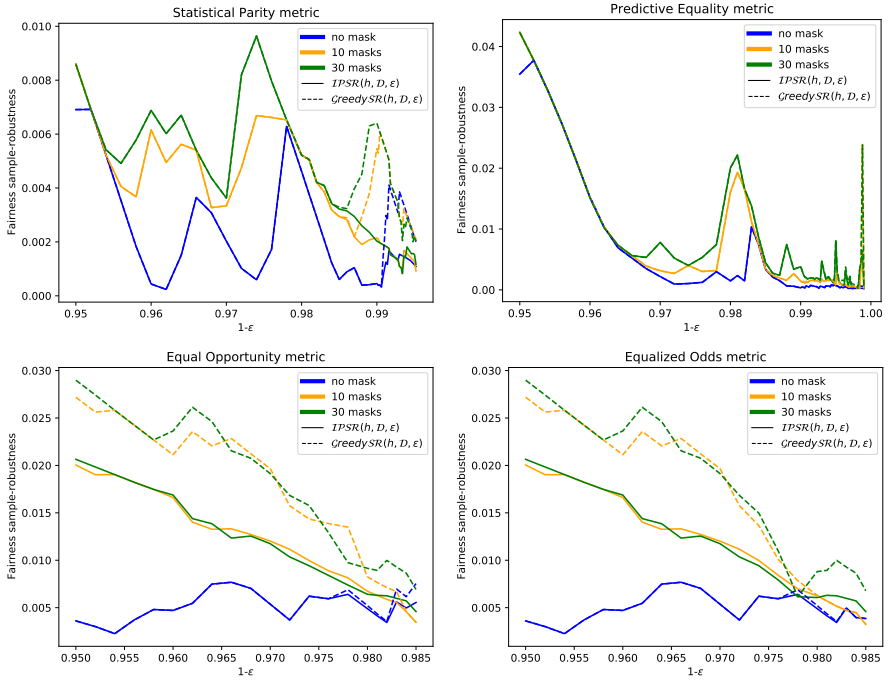 Statistical Parity metric
Fairness sample-robustness
0.010
0.008
0.006
0.004
0.002
0.000
no mask
10 masks
30 masks
𝓘𝓟𝓢𝓡(h, 𝓓, ε)
𝓖reedy𝓢𝓡(h, 𝓓, ε)
0.95 0.96 0.97 0.98 0.99
1-ε
Predictive Equality metric
Fairness sample-robustness
0.04
0.03
0.02
0.01
0.00
no mask
10 masks
30 masks
𝓘𝓟𝓢𝓡(h, 𝓓, ε)
𝓖reedy𝓢𝓡(h, 𝓓, ε)
0.95 0.96 0.97 0.98 0.99 1.00
1-ε
Equal Opportunity metric
Fairness sample-robustness
0.030
0.025
0.020
0.015
0.010
0.005
no mask
10 masks
30 masks
𝓘𝓟𝓢𝓡(h, 𝓓, ε)
𝓖reedy𝓢𝓡(h, 𝓓, ε)
0.950 0.955 0.960 0.965 0.970 0.975 0.980 0.985
1-ε
Equalized Odds metric
Fairness sample-robustness
0.030
0.025
0.020
0.015
0.010
0.005
no mask
10 masks
30 masks
𝓘𝓟𝓢𝓡(h, 𝓓, ε)
𝓖reedy𝓢𝓡(h, 𝓓, ε)
0.950 0.955 0.960 0.965 0.970 0.975 0.980 0.985
1-ε